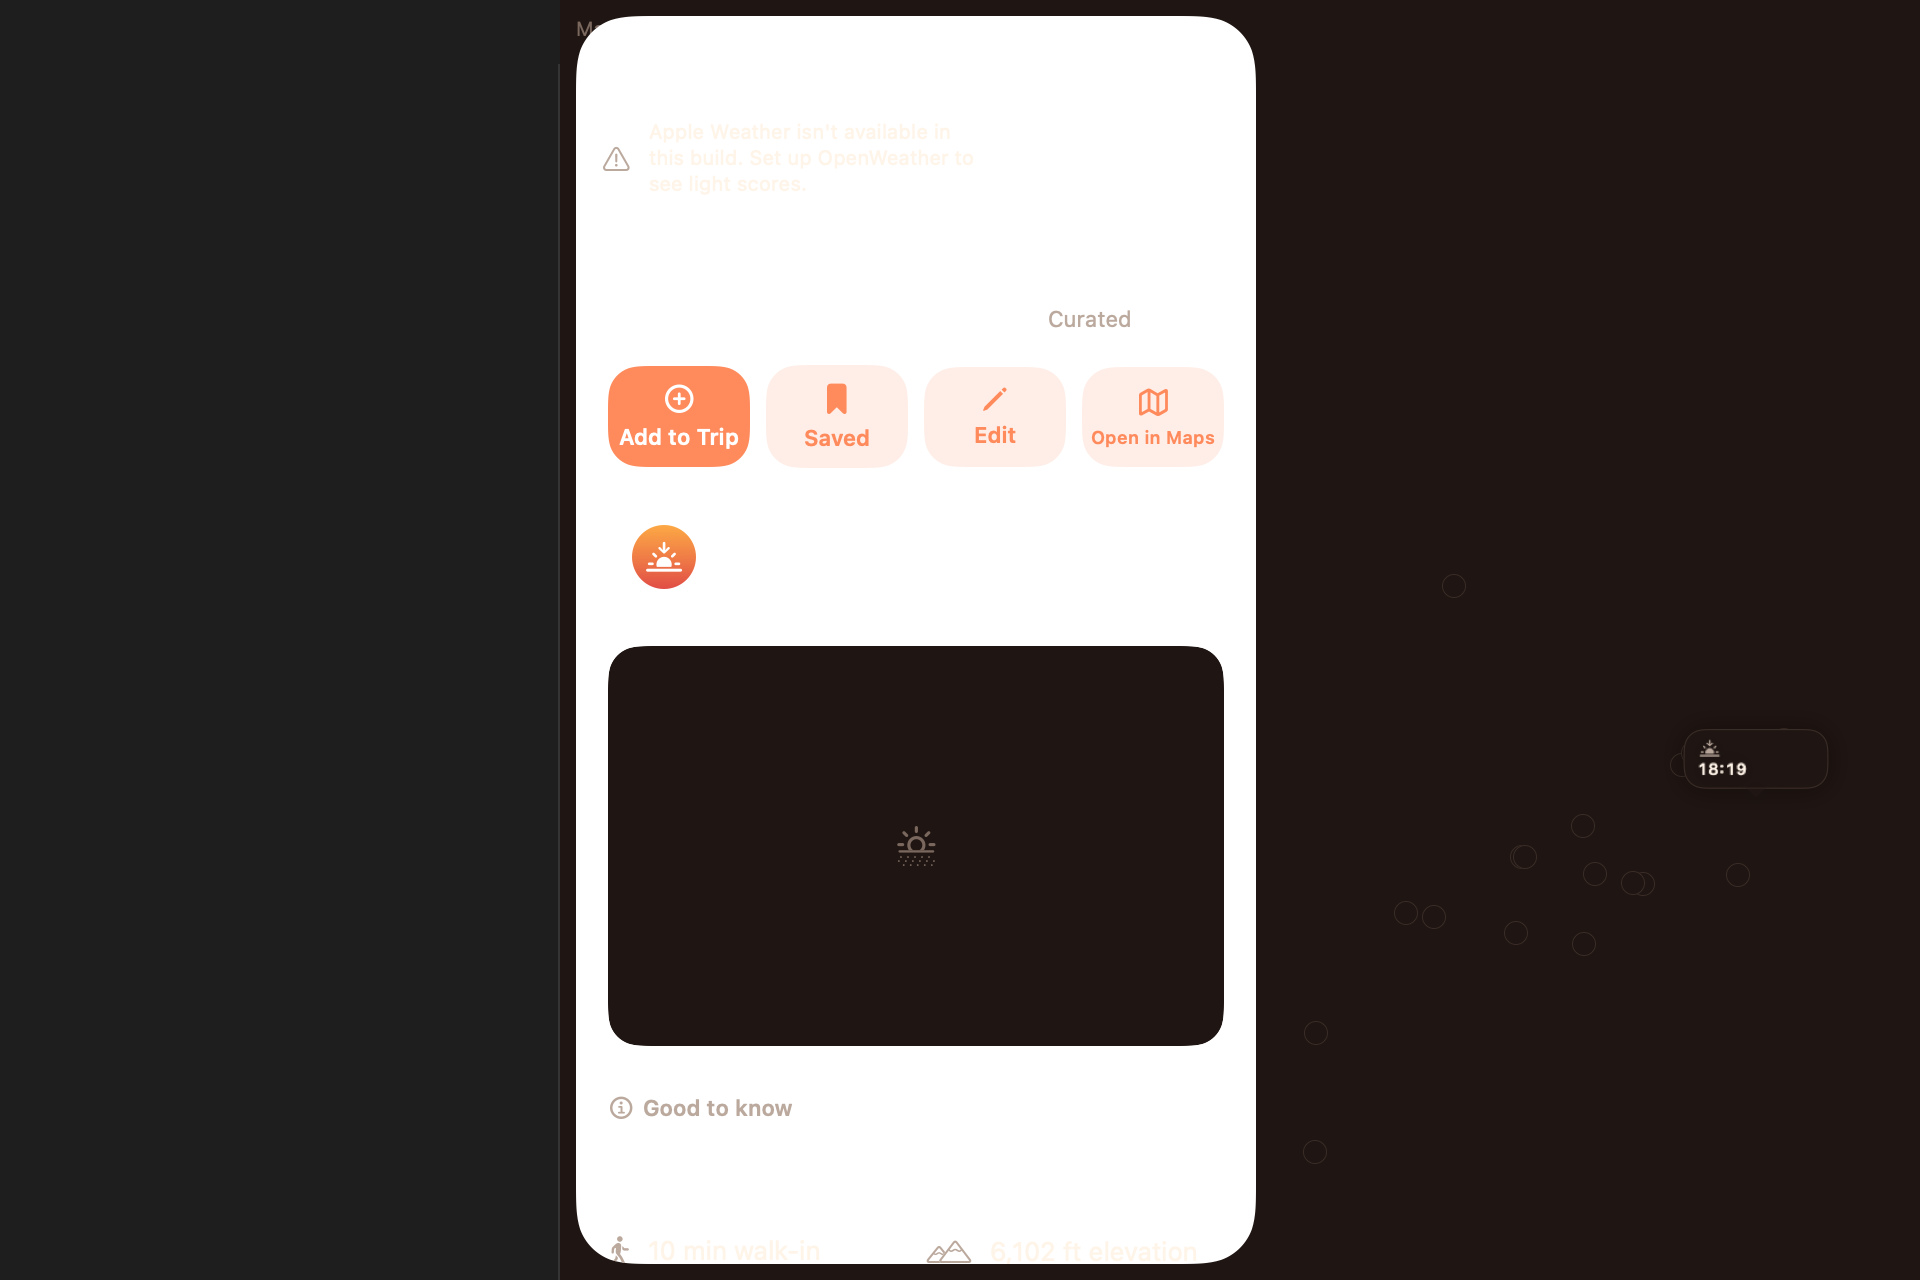 Apple Weather isn't available in
this build. Set up OpenWeather to
see light scores.
Curated
Add to Trip
Saved
Edit
Open in Maps
18:19
Good to know
10 min walk-in
6,102 ft elevation